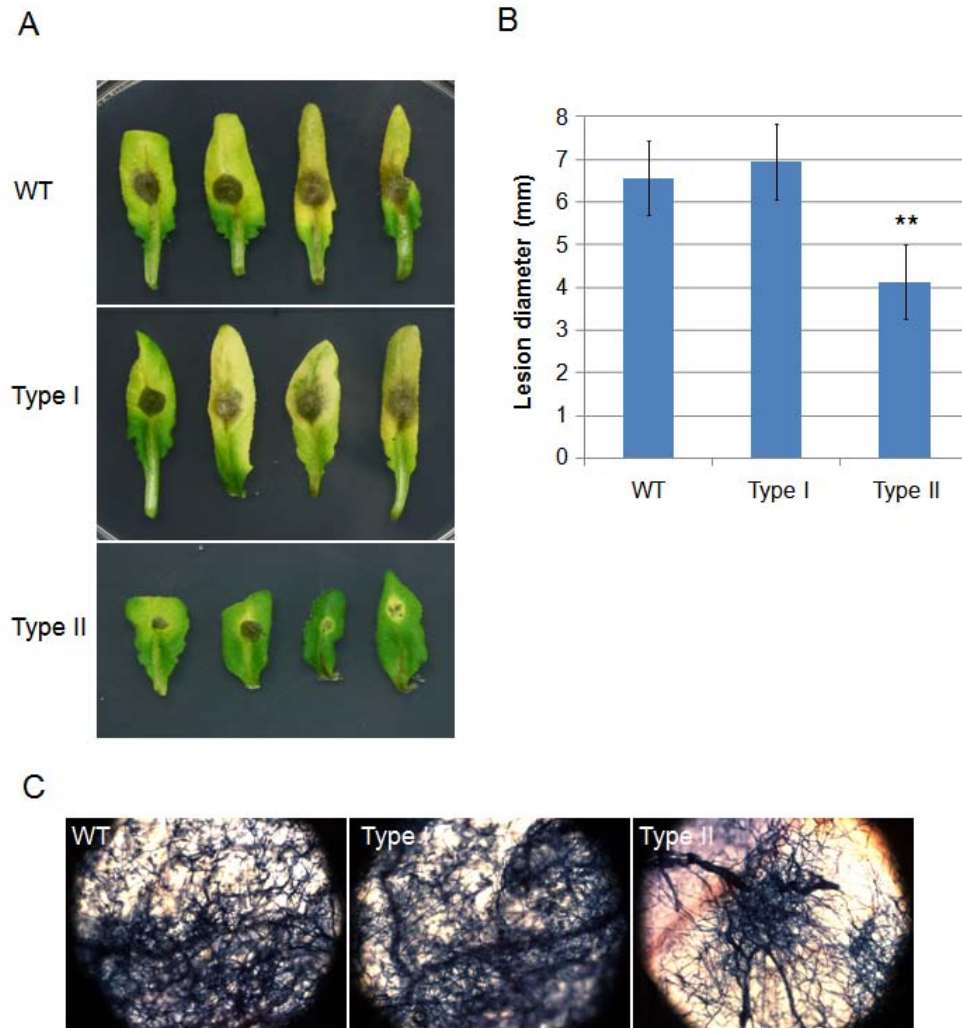 A
B
WT
Type I
Type II
8
7
6
5
4
3
2
1
0
Lesion diameter (mm)
**
WT
Type I
Type II
C
WT
Type I
Type II